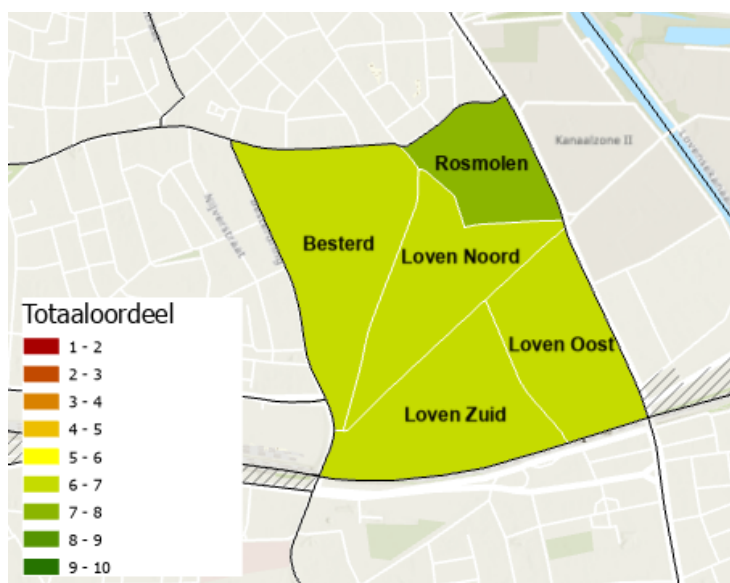 Rosmolen
Kanaalzone II
Lovensekanaal
Nijverstraat
Besterd
Loven Noord
Loven Oost
Loven Zuid
Totaaloordeel
1 - 2
2 - 3
3 - 4
4 - 5
5 - 6
6 - 7
7 - 8
8 - 9
9 - 10